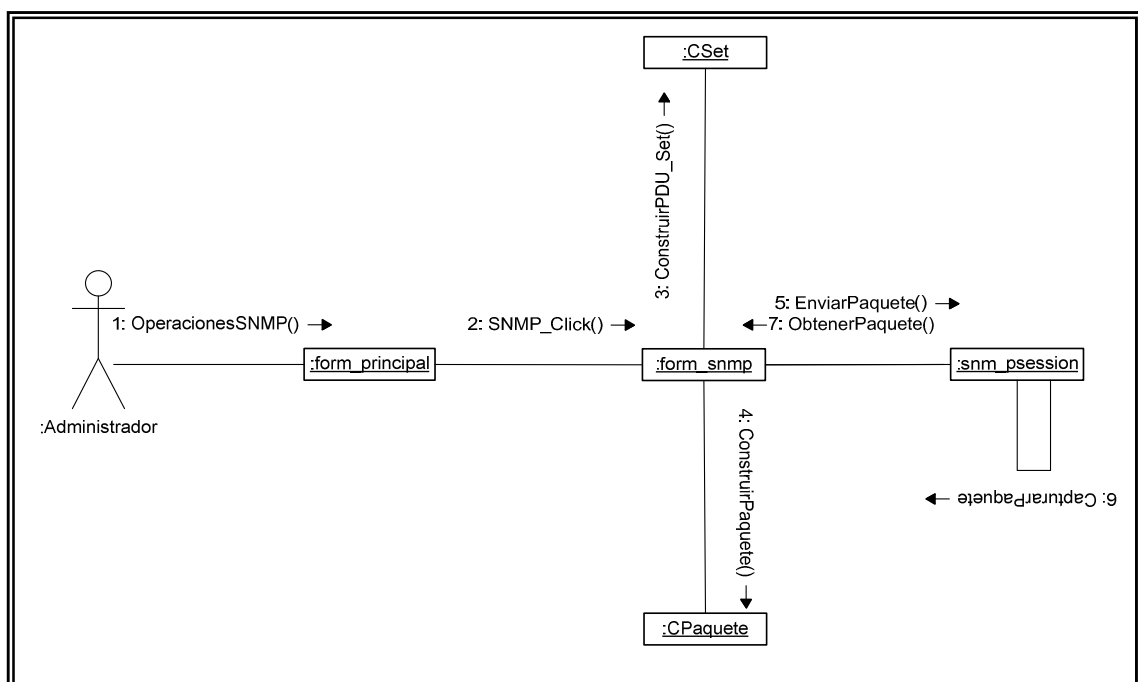 :CSet
3: ConstruirPDU_Set()
1: OperacionesSNMP()
2: SNMP_Click()
5: EnviarPaquete()
7: ObtenerPaquete()
:form_principal
:form_snmp
:snm_psession
:Administrador
4: ConstruirPaquete()
6: CapturarPaquete
:CPaquete